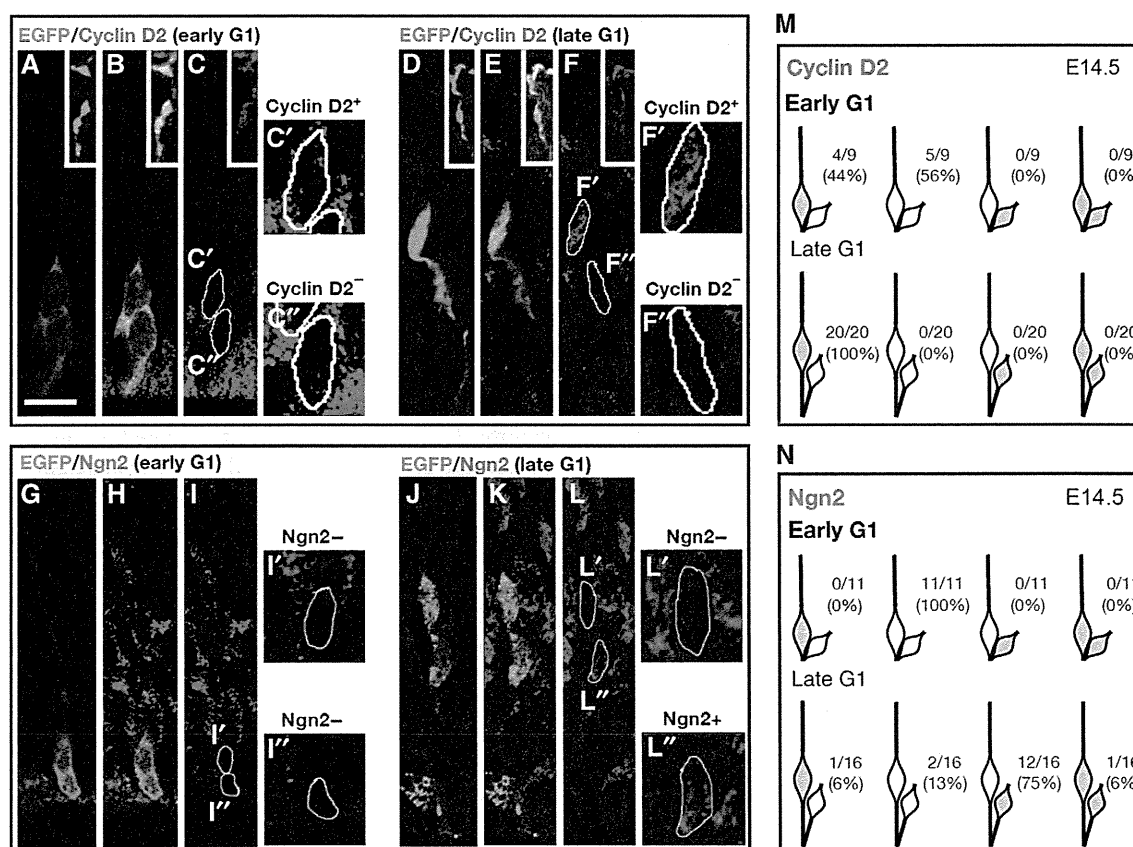 EGFP/Cyclin D2 (early G1)
A
B
C
C′
C″
Cyclin D2+
C′
Cyclin D2−
C″
EGFP/Cyclin D2 (late G1)
D
E
F
F′
F″
Cyclin D2+
F′
Cyclin D2−
F″
M
Cyclin D2 E14.5
Early G1
4/9 5/9 0/9 0/9
(44%) (56%) (0%) (0%)
Late G1
20/20 0/20 0/20 0/20
(100%) (0%) (0%) (0%)
EGFP/Ngn2 (early G1)
G
H
I
I′
I″
Ngn2−
I′
Ngn2−
I″
EGFP/Ngn2 (late G1)
J
K
L
L′
L″
Ngn2−
L′
Ngn2+
L″
N
Ngn2 E14.5
Early G1
0/11 11/11 0/11 0/11
(0%) (100%) (0%) (0%)
Late G1
1/16 2/16 12/16 1/16
(6%) (13%) (75%) (6%)